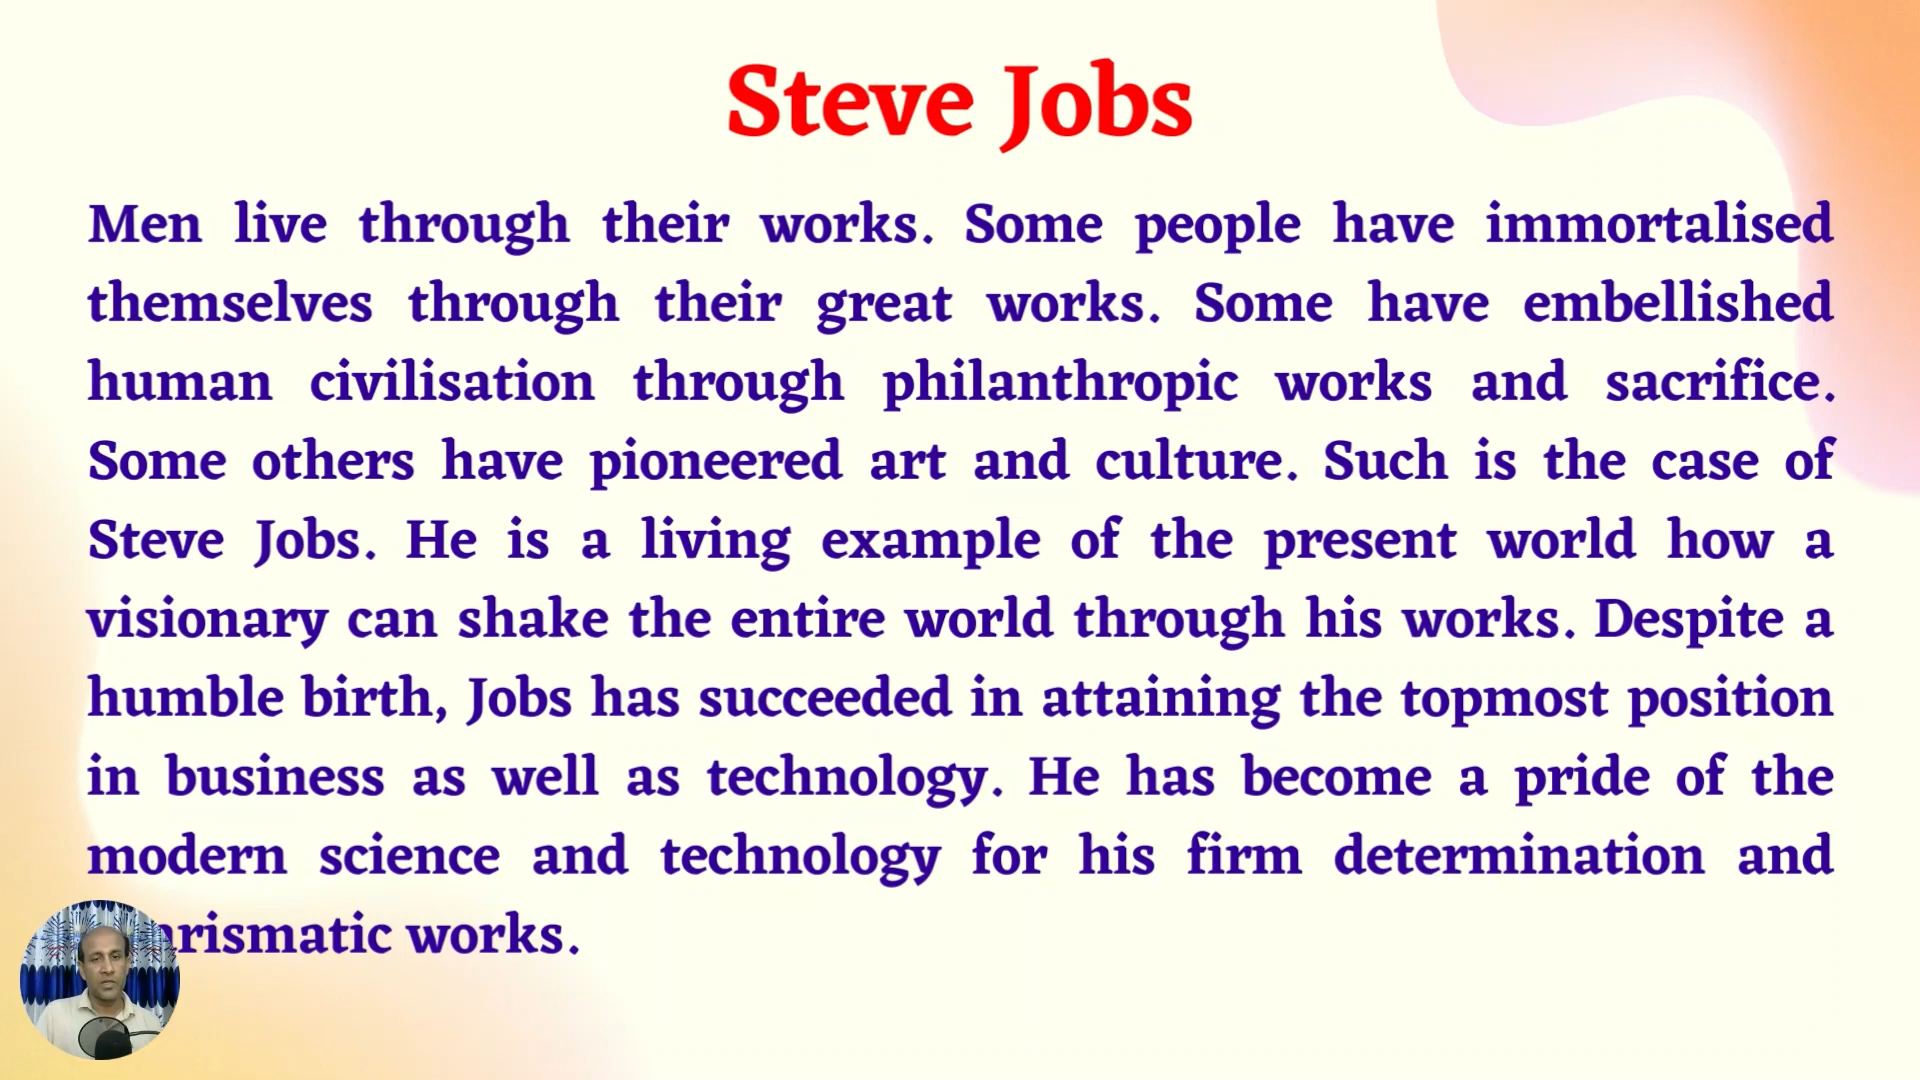 Steve Jobs
Men live through their works. Some people have immortalised
themselves through their great works. Some have embellished
human civilisation through philanthropic works and sacrifice.
Some others have pioneered art and culture. Such is the case of
Steve Jobs. He is a living example of the present world how a
visionary can shake the entire world through his works. Despite a
humble birth, Jobs has succeeded in attaining the topmost position
in business as well as technology. He has become a pride of the
modern science and technology for his firm determination and
works.